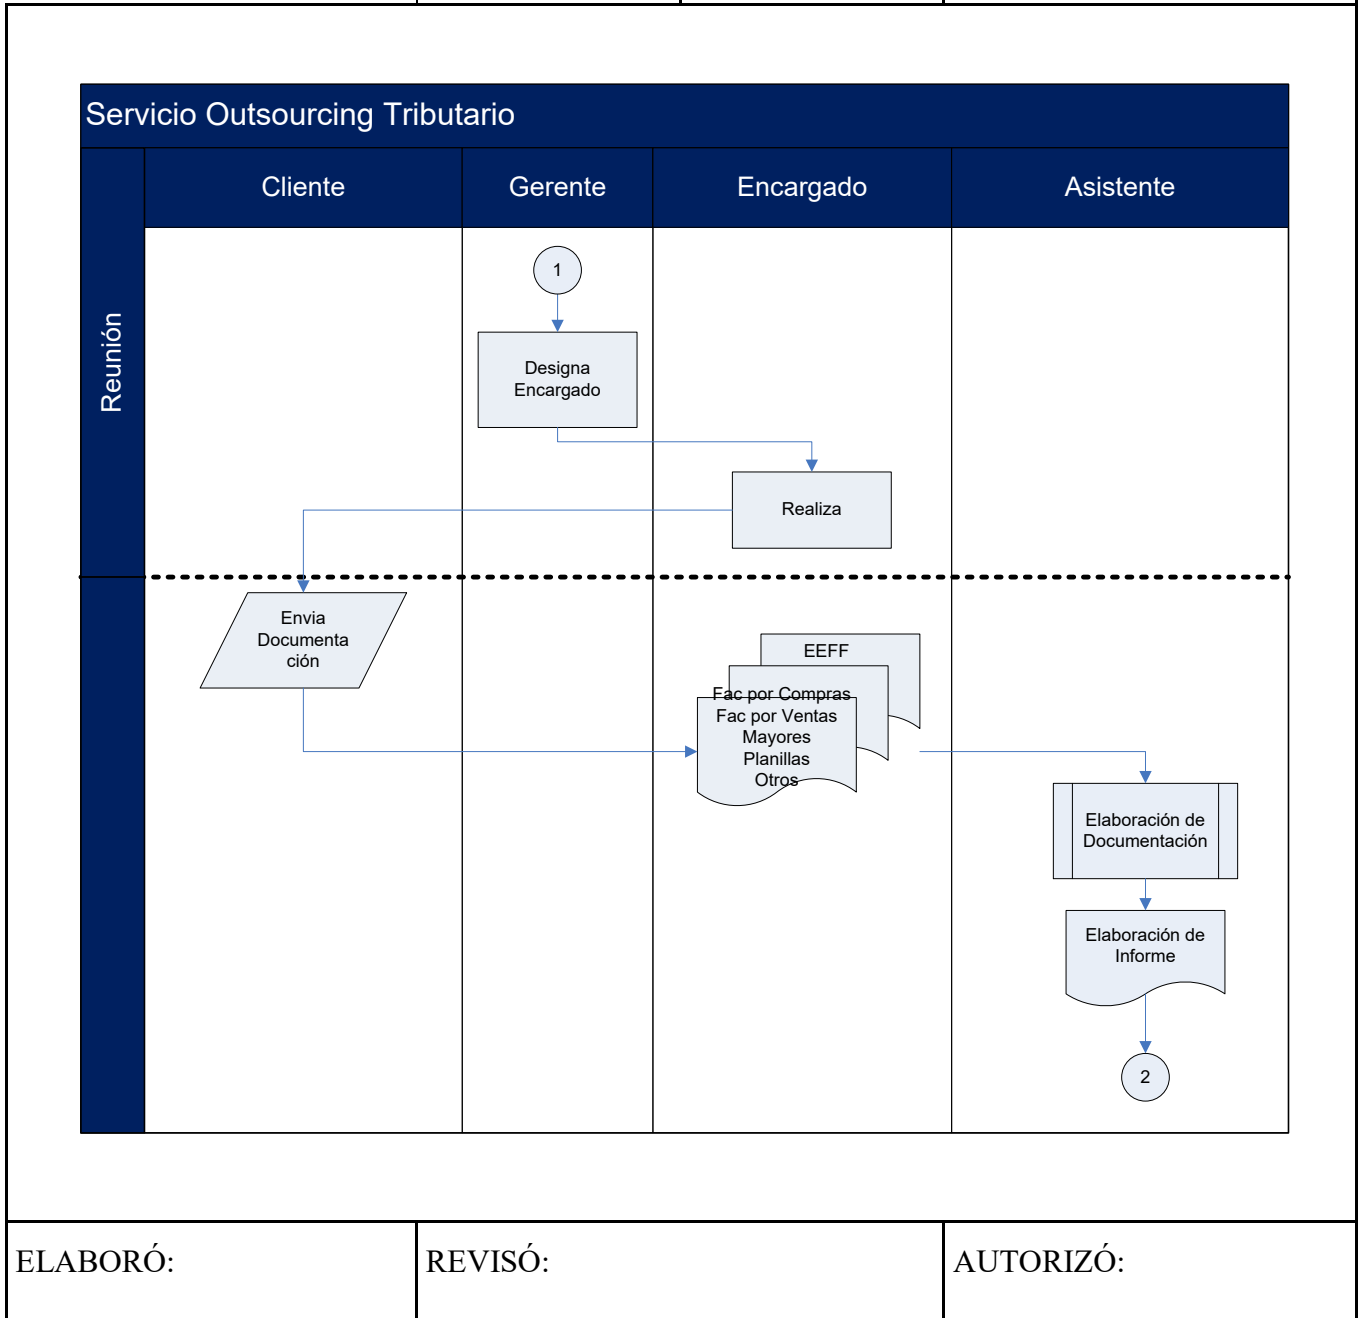 Servicio Outsourcing Tributario
Cliente
Gerente
Encargado
Asistente
Reunión
1
Designa
Encargado
Realiza
Envia
Documenta
ción
EEFF
Fac por Compras
Fac por Ventas
Mayores
Planillas
Otros
Elaboración de
Documentación
Elaboración de
Informe
2
ELABORÓ:
REVISÓ:
AUTORIZÓ: